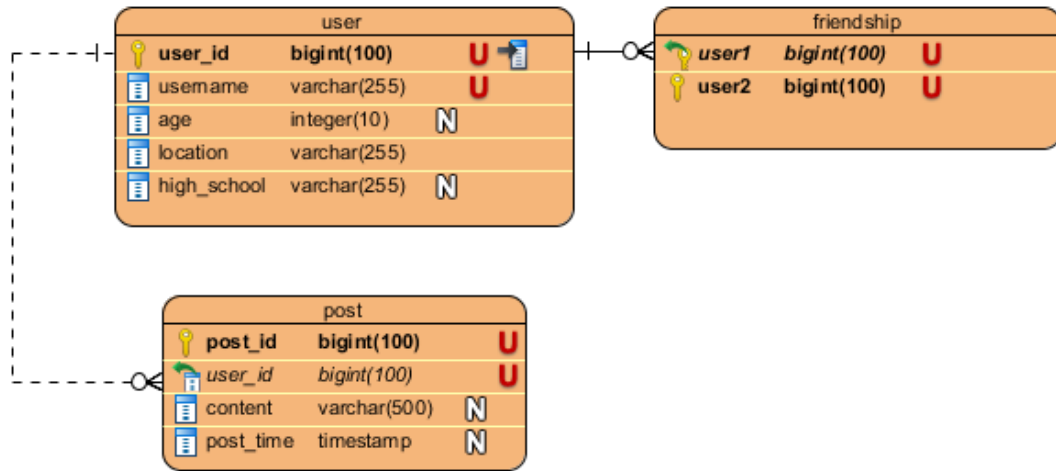 user
user_id bigint(100) U
username varchar(255) U
age integer(10) N
location varchar(255)
high_school varchar(255) N
friendship
user1 bigint(100) U
user2 bigint(100) U
post
post_id bigint(100) U
user_id bigint(100) U
content varchar(500) N
post_time timestamp N